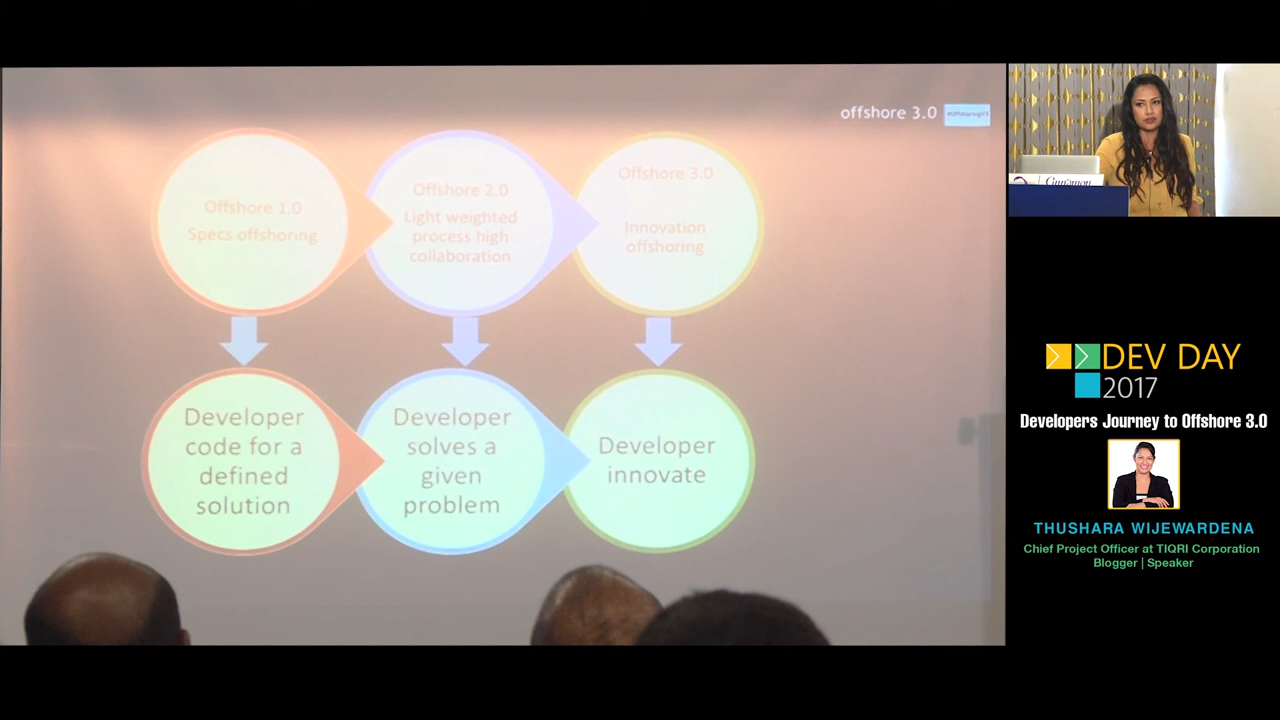 offshore 3.0
Offshore 1.0
Specs offshoring
Offshore 2.0
Light weighted
process high
collaboration
Offshore 3.0
Innovation
offshoring
Developer
code for a
defined
solution
Developer
solves a
given
problem
Developer
innovate
Cinnamon
DEV DAY
2017
Developers Journey to Offshore 3.0
THUSHARA WIJEWARDENA
Chief Project Officer at TIQRI Corporation
Blogger | Speaker